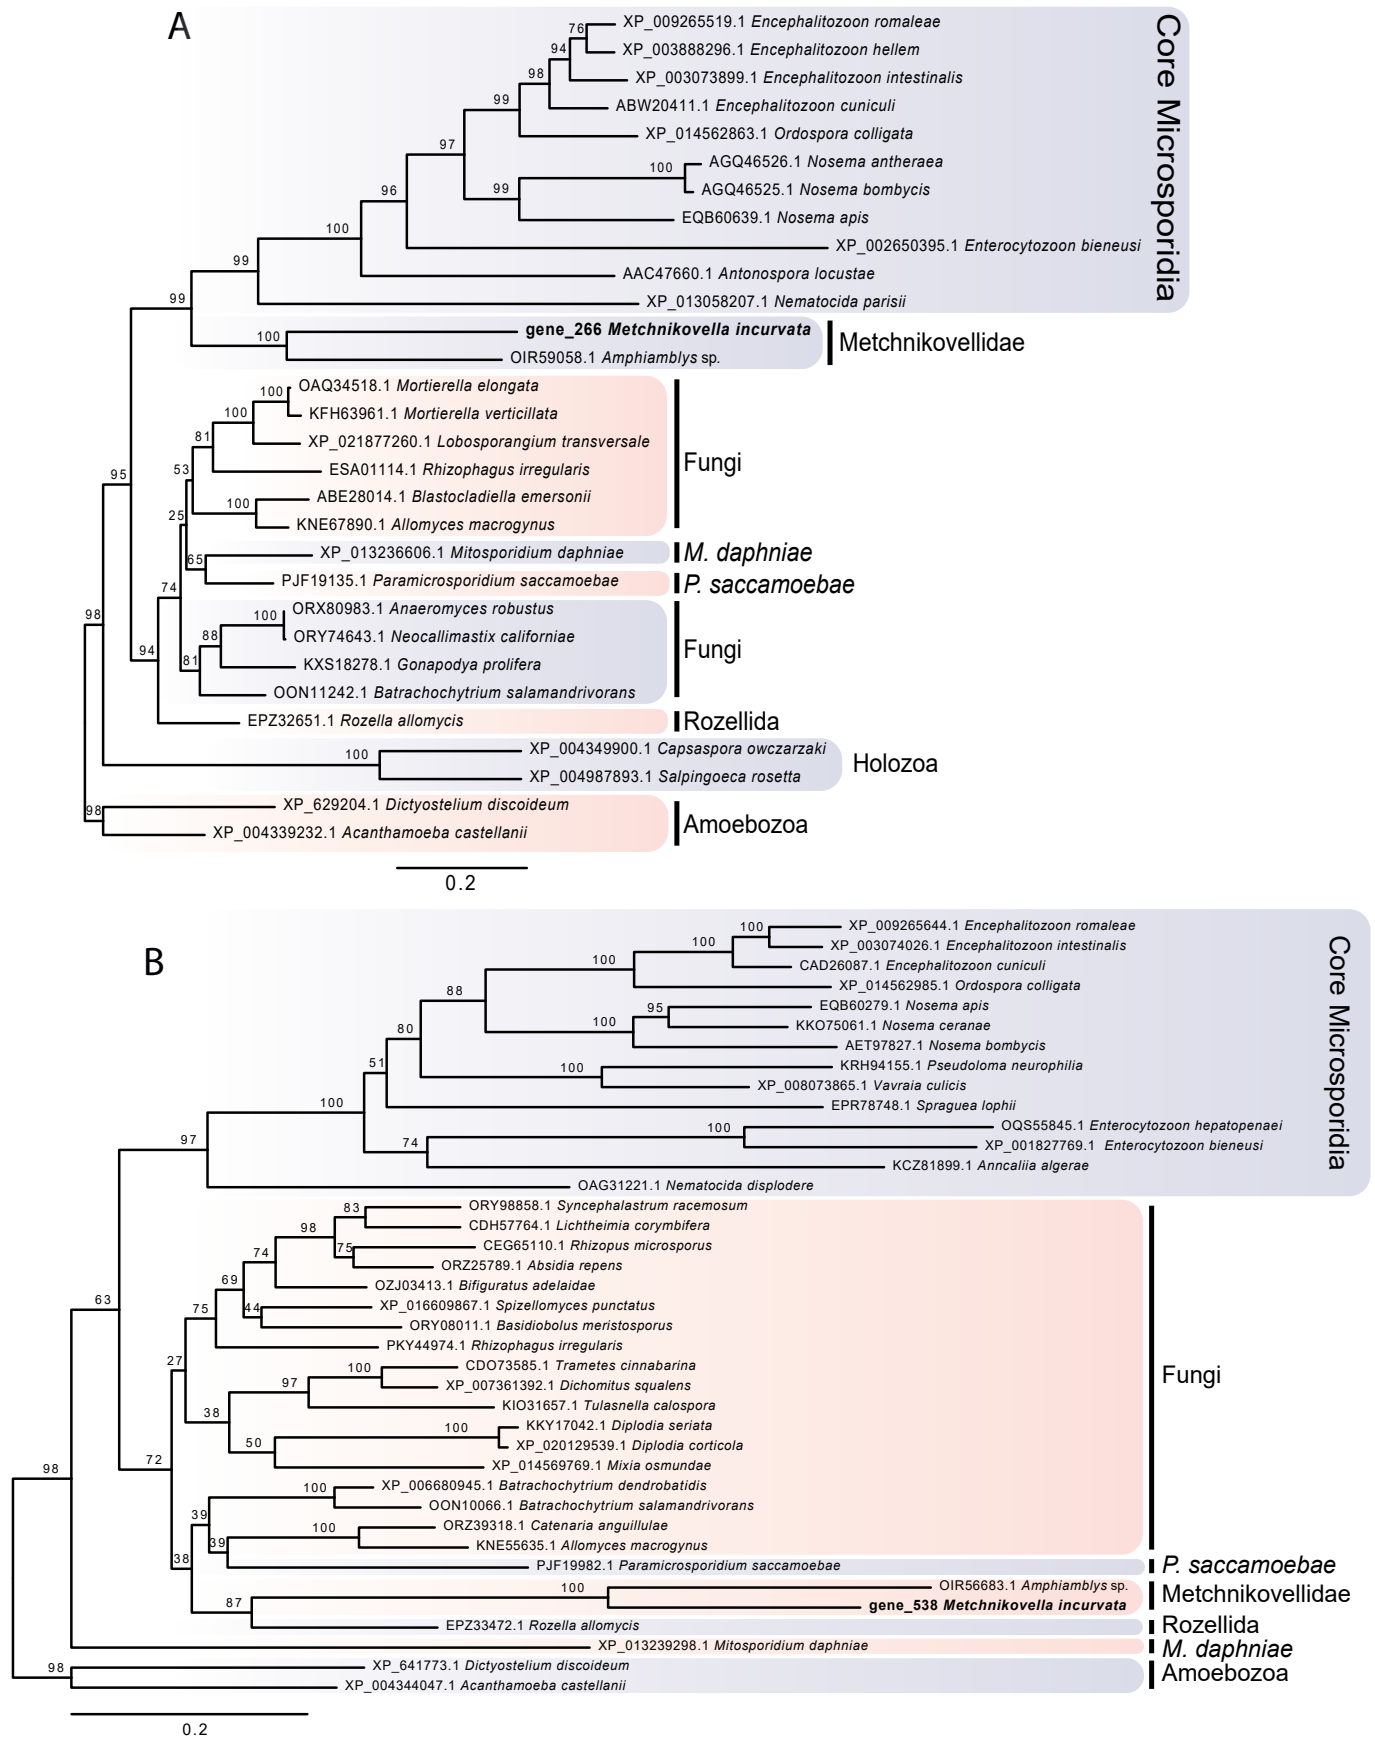 A
76 XP_009265519.1 Encephalitozoon romaleae
94 XP_003888296.1 Encephalitozoon hellem
98 XP_003073899.1 Encephalitozoon intestinalis
99 ABW20411.1 Encephalitozoon cuniculi
XP_014562863.1 Ordospora colligata
97
100 AGQ46526.1 Nosema antheraea
99 AGQ46525.1 Nosema bombycis
96 EQB60639.1 Nosema apis
100 XP_002650395.1 Enterocytozoon bieneusi
99 AAC47660.1 Antonospora locustae
99 XP_013058207.1 Nematocida parisii
Core Microsporidia
100 gene_266 Metchnikovella incurvata
OIR59058.1 Amphiamblys sp.
Metchnikovellidae
100 OAQ34518.1 Mortierella elongata
100 KFH63961.1 Mortierella verticillata
81 XP_021877260.1 Lobosporangium transversale
53 ESA01114.1 Rhizophagus irregularis
95
100 ABE28014.1 Blastocladiella emersonii
25 KNE67890.1 Allomyces macrogynus
Fungi
65 XP_013236606.1 Mitosporidium daphniae
M. daphniae
74 PJF19135.1 Paramicrosporidium saccamoebae
P. saccamoebae
98
100 ORX80983.1 Anaeromyces robustus
88 ORY74643.1 Neocallimastix californiae
94 81 KXS18278.1 Gonapodya prolifera
OON11242.1 Batrachochytrium salamandrivorans
Fungi
EPZ32651.1 Rozella allomycis
Rozellida
100 XP_004349900.1 Capsaspora owczarzaki
XP_004987893.1 Salpingoeca rosetta
Holozoa
98 XP_629204.1 Dictyostelium discoideum
XP_004339232.1 Acanthamoeba castellanii
Amoebozoa
0.2
B
100 XP_009265644.1 Encephalitozoon romaleae
100 XP_003074026.1 Encephalitozoon intestinalis
100 CAD26087.1 Encephalitozoon cuniculi
XP_014562985.1 Ordospora colligata
88
95 EQB60279.1 Nosema apis
100 KKO75061.1 Nosema ceranae
80 AET97827.1 Nosema bombycis
100 KRH94155.1 Pseudoloma neurophilia
51 XP_008073865.1 Vavraia culicis
100 EPR78748.1 Spraguea lophii
100 OQS55845.1 Enterocytozoon hepatopenaei
74 XP_001827769.1 Enterocytozoon bieneusi
97 KCZ81899.1 Anncaliia algerae
OAG31221.1 Nematocida displodere
Core Microsporidia
83 ORY98858.1 Syncephalastrum racemosum
98 CDH57764.1 Lichtheimia corymbifera
75 CEG65110.1 Rhizopus microsporus
74 ORZ25789.1 Absidia repens
69 OZJ03413.1 Bifiguratus adelaidae
63 75 44 XP_016609867.1 Spizellomyces punctatus
ORY08011.1 Basidiobolus meristosporus
PKY44974.1 Rhizophagus irregularis
27 100 CDO73585.1 Trametes cinnabarina
97 XP_007361392.1 Dichomitus squalens
38 KIO31657.1 Tulasnella calospora
100 KKY17042.1 Diplodia seriata
50 XP_020129539.1 Diplodia corticola
98 72 XP_014569769.1 Mixia osmundae
100 XP_006680945.1 Batrachochytrium dendrobatidis
39 OON10066.1 Batrachochytrium salamandrivorans
100 ORZ39318.1 Catenaria anguillulae
39 KNE55635.1 Allomyces macrogynus
Fungi
38 PJF19982.1 Paramicrosporidium saccamoebae
P. saccamoebae
100 OIR56683.1 Amphiamblys sp.
87 gene_538 Metchnikovella incurvata
Metchnikovellidae
EPZ33472.1 Rozella allomycis
Rozellida
XP_013239298.1 Mitosporidium daphniae
M. daphniae
98 XP_641773.1 Dictyostelium discoideum
XP_004344047.1 Acanthamoeba castellanii
Amoebozoa
0.2